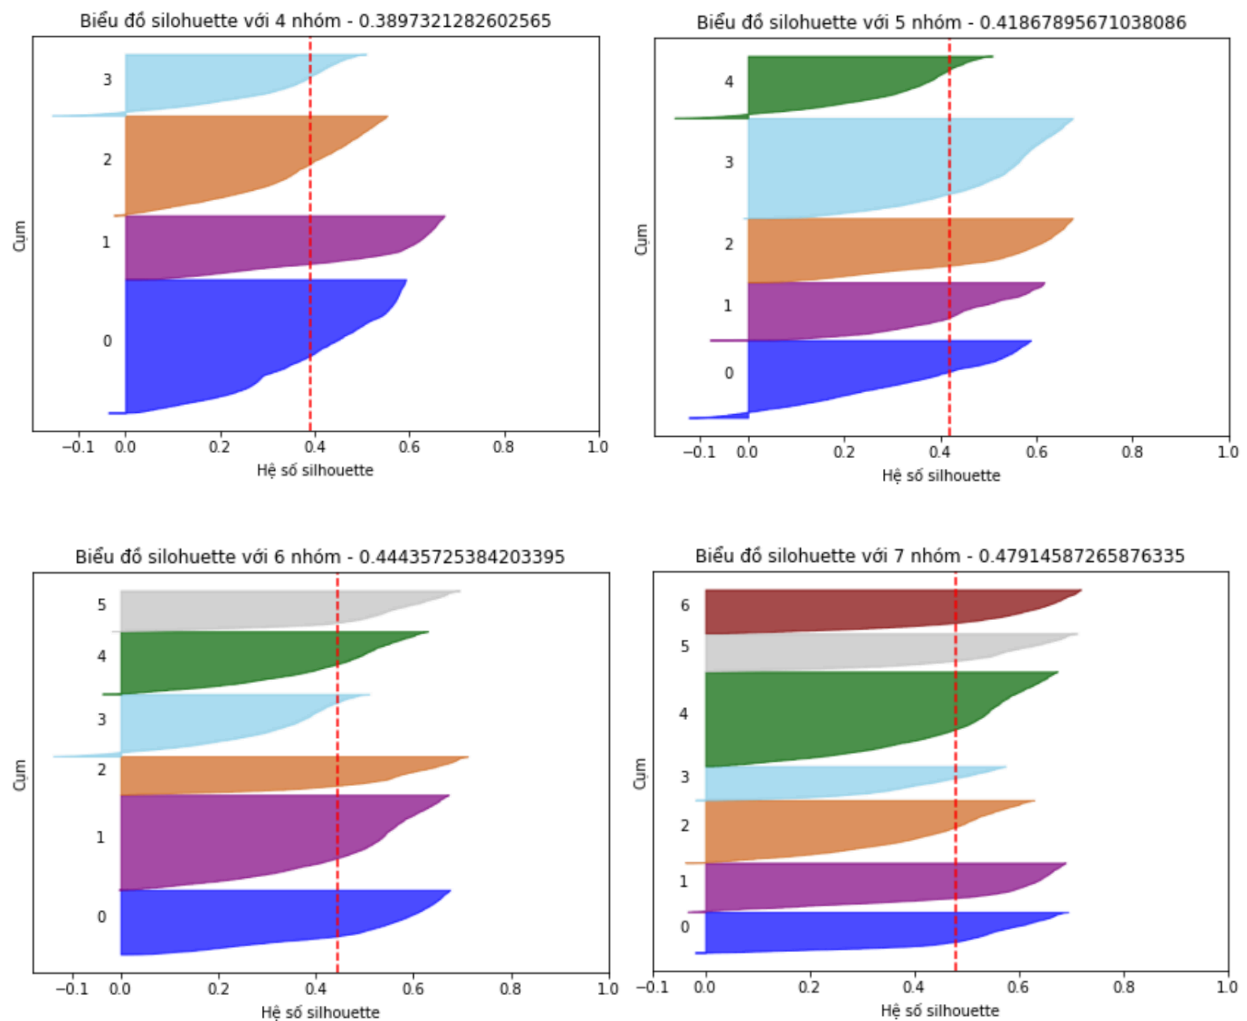 Biểu đồ silohuette với 4 nhóm - 0.3897321282602565
3
2
1
0
Cụm
−0.1 0.0 0.2 0.4 0.6 0.8 1.0
Hệ số silhouette
Biểu đồ silohuette với 5 nhóm - 0.41867895671038086
4
3
2
1
0
Cụm
−0.1 0.0 0.2 0.4 0.6 0.8 1.0
Hệ số silhouette
Biểu đồ silohuette với 6 nhóm - 0.44435725384203395
5
4
3
2
1
0
Cụm
−0.1 0.0 0.2 0.4 0.6 0.8 1.0
Hệ số silhouette
Biểu đồ silohuette với 7 nhóm - 0.47914587265876335
6
5
4
3
2
1
0
Cụm
−0.1 0.0 0.2 0.4 0.6 0.8 1.0
Hệ số silhouette